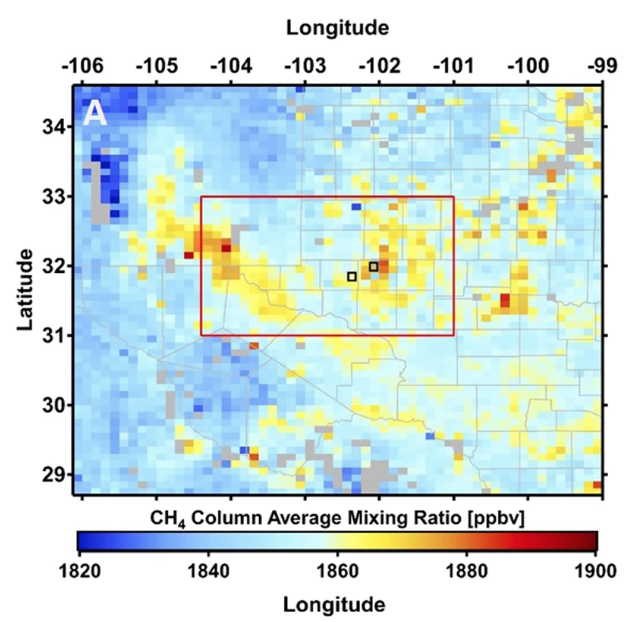 Longitude
-106 -105 -104 -103 -102 -101 -100 -99
A
34
33
32
31
30
29
Latitude
CH₄ Column Average Mixing Ratio [ppbv]
1820 1840 1860 1880 1900
Longitude